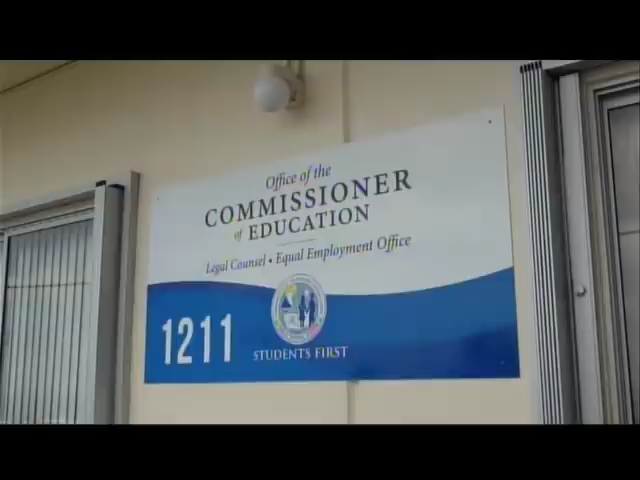 Office of the
COMMISSIONER
of EDUCATION
Legal Counsel • Equal Employment Office
1211
STUDENTS FIRST